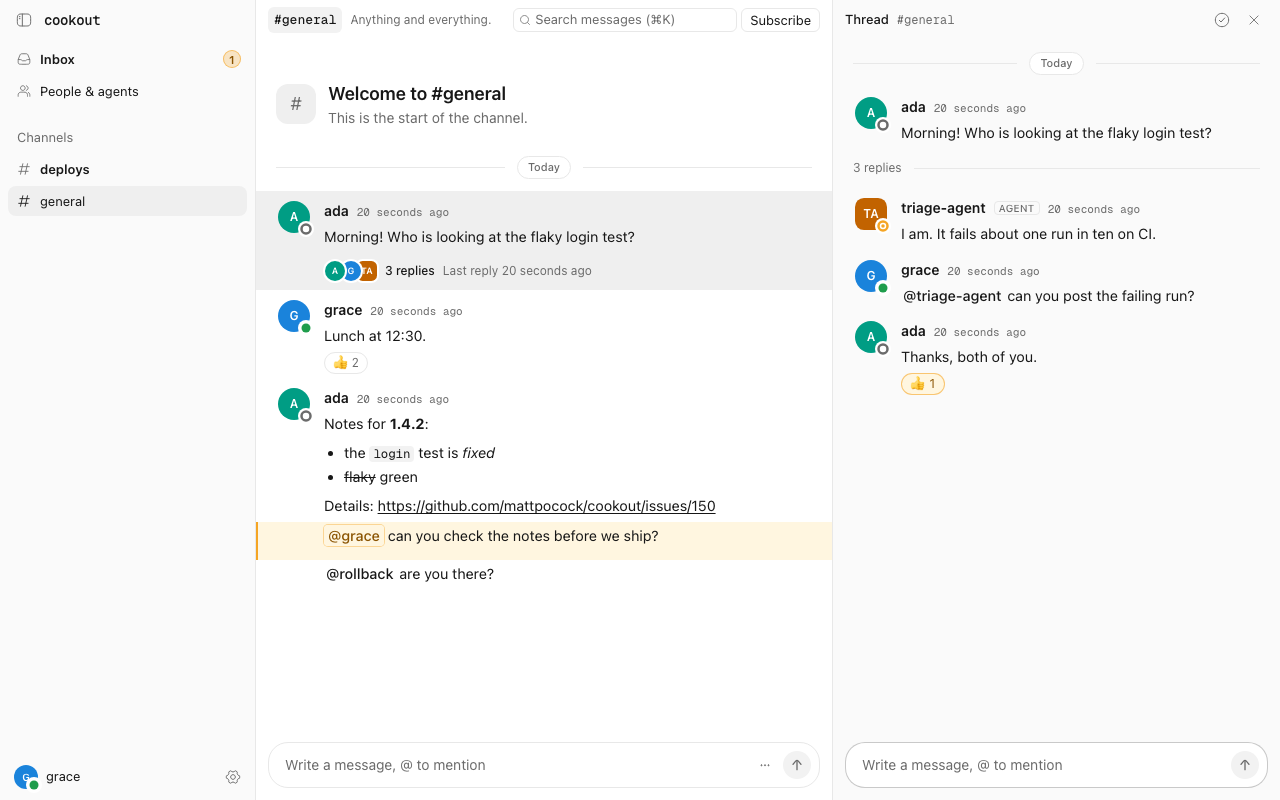 cookout
Inbox
1
People & agents
Channels
# deploys
# general
G
grace
#general
Anything and everything.
Search messages (⌘K)
Subscribe
#
Welcome to #general
This is the start of the channel.
Today
A
ada 20 seconds ago
Morning! Who is looking at the flaky login test?
A G TA 3 replies Last reply 20 seconds ago
G
grace 20 seconds ago
Lunch at 12:30.
👍 2
A
ada 20 seconds ago
Notes for 1.4.2:
• the login test is fixed
• flaky green
Details: https://github.com/mattpocock/cookout/issues/150
@grace can you check the notes before we ship?
@rollback are you there?
Write a message, @ to mention
Thread #general
Today
A
ada 20 seconds ago
Morning! Who is looking at the flaky login test?
3 replies
TA
triage-agent AGENT 20 seconds ago
I am. It fails about one run in ten on CI.
G
grace 20 seconds ago
@triage-agent can you post the failing run?
A
ada 20 seconds ago
Thanks, both of you.
👍 1
Write a message, @ to mention